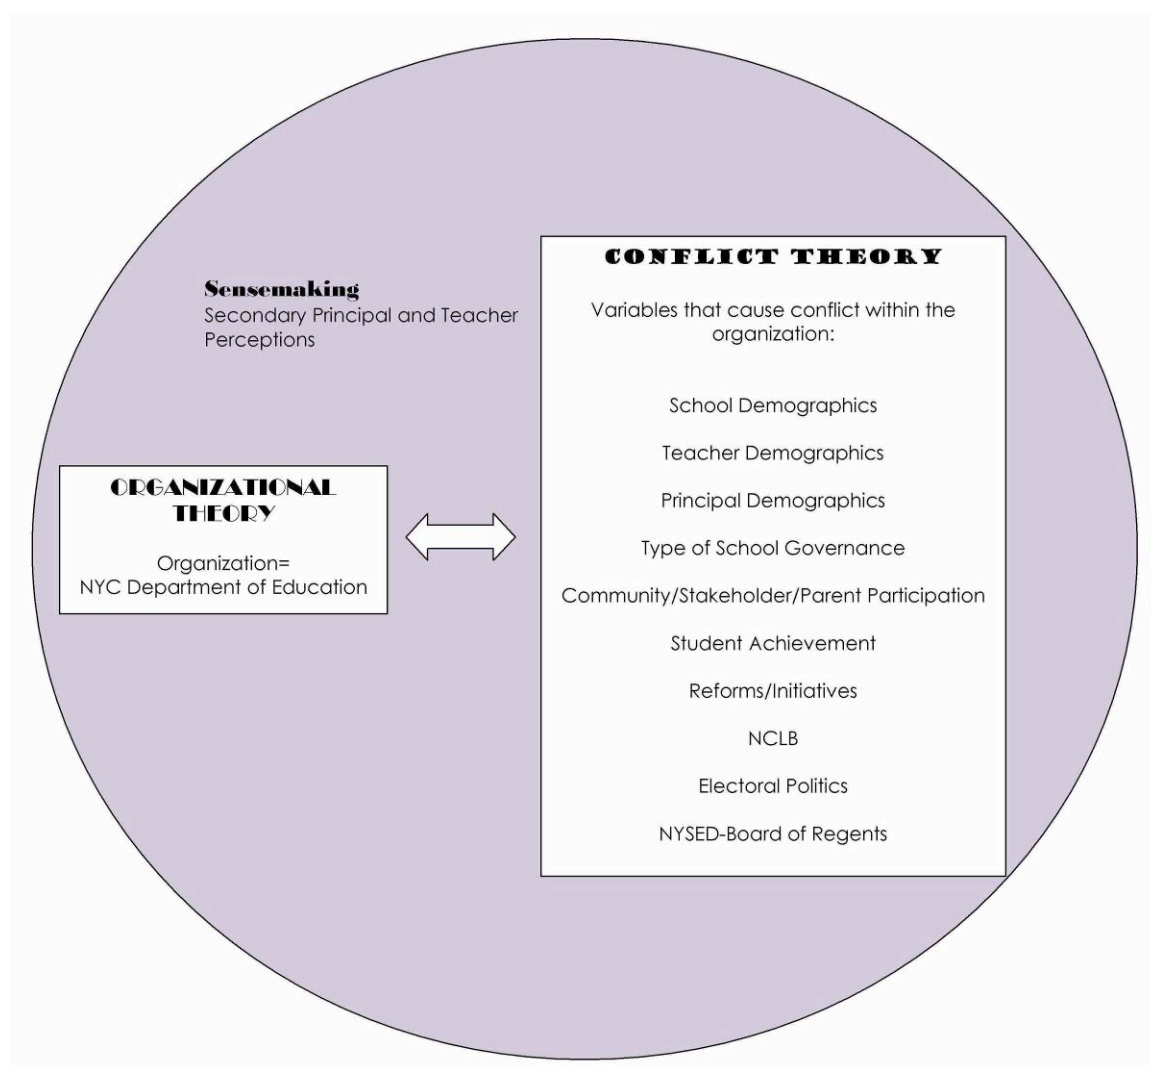 Sensemaking
Secondary Principal and Teacher
Perceptions
ORGANIZATIONAL
THEORY
Organization=
NYC Department of Education
CONFLICT THEORY
Variables that cause conflict within the
organization:
School Demographics
Teacher Demographics
Principal Demographics
Type of School Governance
Community/Stakeholder/Parent Participation
Student Achievement
Reforms/Initiatives
NCLB
Electoral Politics
NYSED-Board of Regents